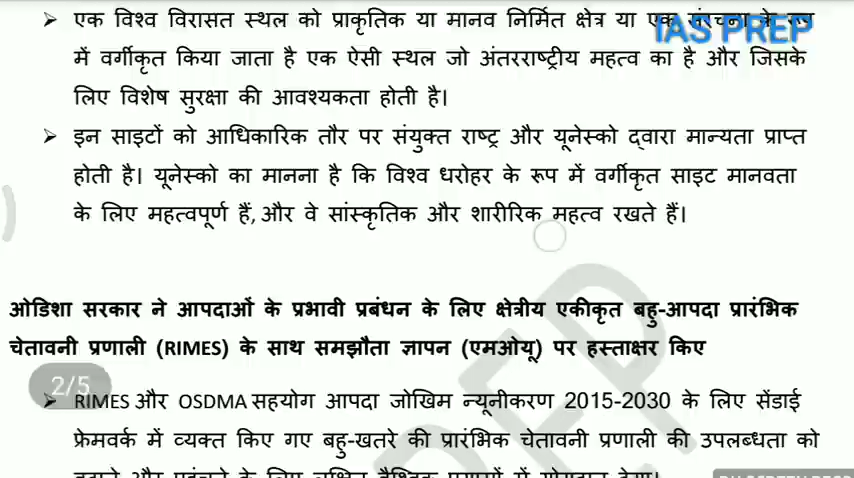 ➢ एक विश्व विरासत स्थल को प्राकृतिक या मानव निर्मित क्षेत्र या एक संरचना के रूप
IAS PREP
में वर्गीकृत किया जाता है एक ऐसी स्थल जो अंतरराष्ट्रीय महत्व का है और जिसके
लिए विशेष सुरक्षा की आवश्यकता होती है।
➢ इन साइटों को आधिकारिक तौर पर संयुक्त राष्ट्र और यूनेस्को द्वारा मान्यता प्राप्त
होती है। यूनेस्को का मानना है कि विश्व धरोहर के रूप में वर्गीकृत साइट मानवता
के लिए महत्वपूर्ण हैं, और वे सांस्कृतिक और शारीरिक महत्व रखते हैं।
ओडिशा सरकार ने आपदाओं के प्रभावी प्रबंधन के लिए क्षेत्रीय एकीकृत बहु-आपदा प्रारंभिक
चेतावनी प्रणाली (RIMES) के साथ समझौता ज्ञापन (एमओयू) पर हस्ताक्षर किए
2/5
➢ RIMES और OSDMA सहयोग आपदा जोखिम न्यूनीकरण 2015-2030 के लिए सेंडाई
फ्रेमवर्क में व्यक्त किए गए बहु-खतरे की प्रारंभिक चेतावनी प्रणाली की उपलब्धता को